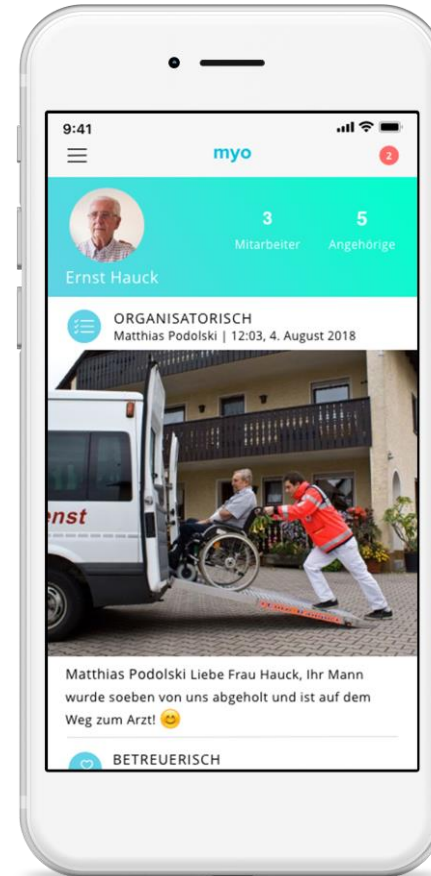 9:41
myo
2
3
5
Mitarbeiter
Angehörige
Ernst Hauck
ORGANISATORISCH
Matthias Podolski | 12:03, 4. August 2018
nst
Matthias Podolski Liebe Frau Hauck, Ihr Mann
wurde soeben von uns abgeholt und ist auf dem
Weg zum Arzt! 😊
BETREUERISCH